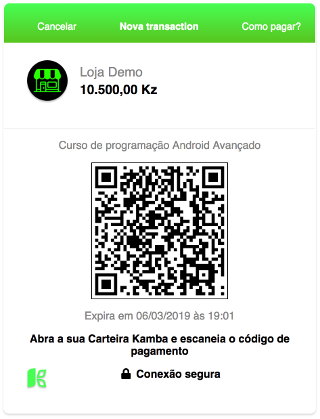 Cancelar Nova transaction Como pagar?
Loja Demo
10.500,00 Kz
Curso de programação Android Avançado
Expira em 06/03/2019 às 19:01
Abra a sua Carteira Kamba e escaneia o código de
pagamento
Conexão segura